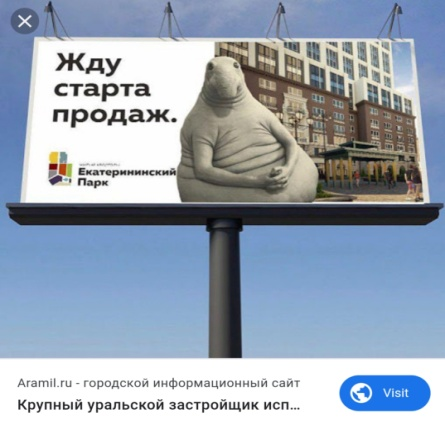 Жду
старта
продаж.
Екатерининский
Парк
Aramil.ru - городской информационный сайт
Крупный уральской застройщик исп...
Visit